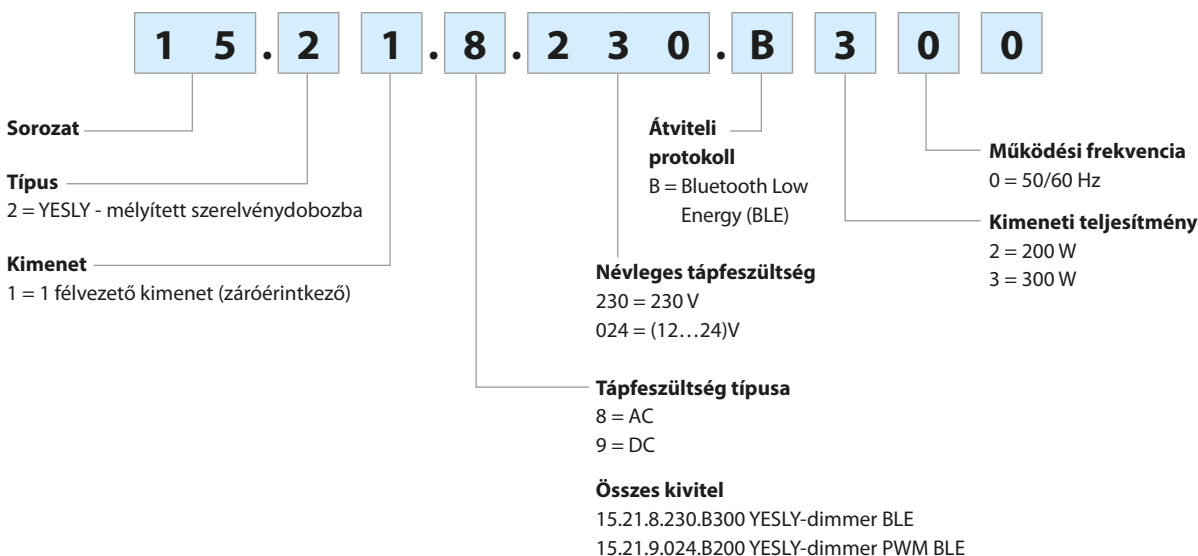 1 5 . 2 1 . 8 . 2 3 0 . B 3 0 0
Sorozat
Típus
2 = YESLY - mélyített szerelvénydobozba
Kimenet
1 = 1 félvezető kimenet (záróérintkező)
Átviteli
protokoll
B = Bluetooth Low
Energy (BLE)
Névleges tápfeszültség
230 = 230 V
024 = (12…24)V
Tápfeszültség típusa
8 = AC
9 = DC
Összes kivitel
15.21.8.230.B300 YESLY-dimmer BLE
15.21.9.024.B200 YESLY-dimmer PWM BLE
Működési frekvencia
0 = 50/60 Hz
Kimeneti teljesítmény
2 = 200 W
3 = 300 W